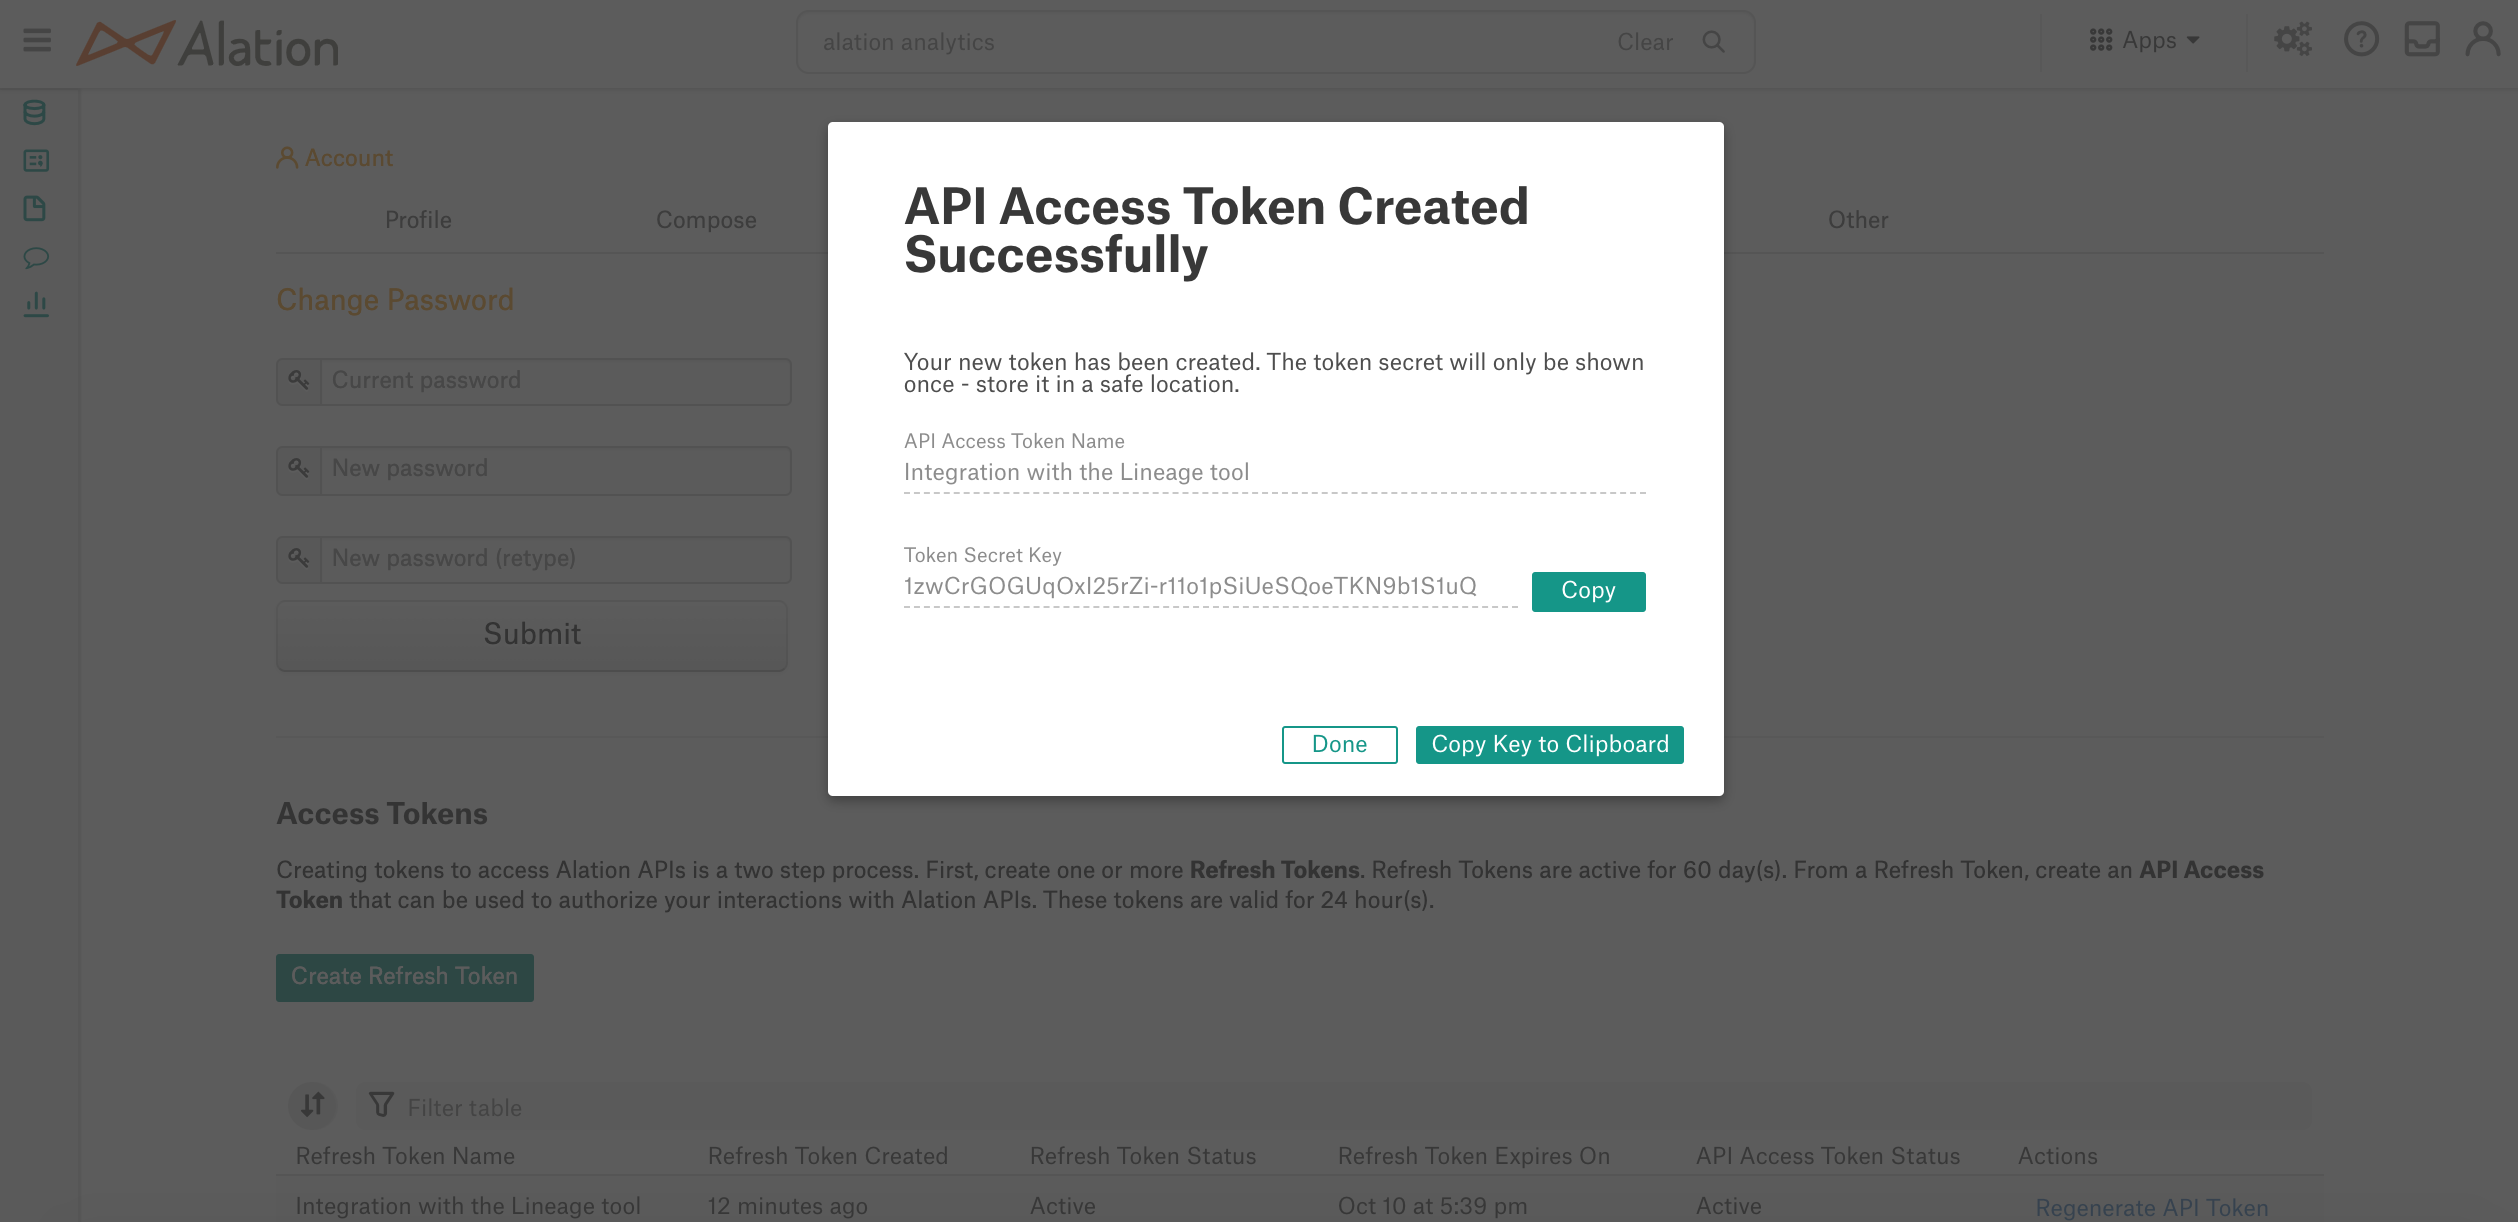 Alation
alation analytics
Clear
Apps
Account
Profile
Compose
Other
Change Password
Current password
New password
New password (retype)
Submit
API Access Token Created
Successfully
Your new token has been created. The token secret will only be shown
once - store it in a safe location.
API Access Token Name
Integration with the Lineage tool
Token Secret Key
1zwCrGOGUqOxI25rZi-r11o1pSiUeSQoeTKN9b1S1uQ
Copy
Done
Copy Key to Clipboard
Access Tokens
Creating tokens to access Alation APIs is a two step process. First, create one or more Refresh Tokens. Refresh Tokens are active for 60 day(s). From a Refresh Token, create an API Access
Token that can be used to authorize your interactions with Alation APIs. These tokens are valid for 24 hour(s).
Create Refresh Token
Filter table
Refresh Token Name Refresh Token Created Refresh Token Status Refresh Token Expires On API Access Token Status Actions
Integration with the Lineage tool 12 minutes ago Active Oct 10 at 5:39 pm Active Regenerate API Token